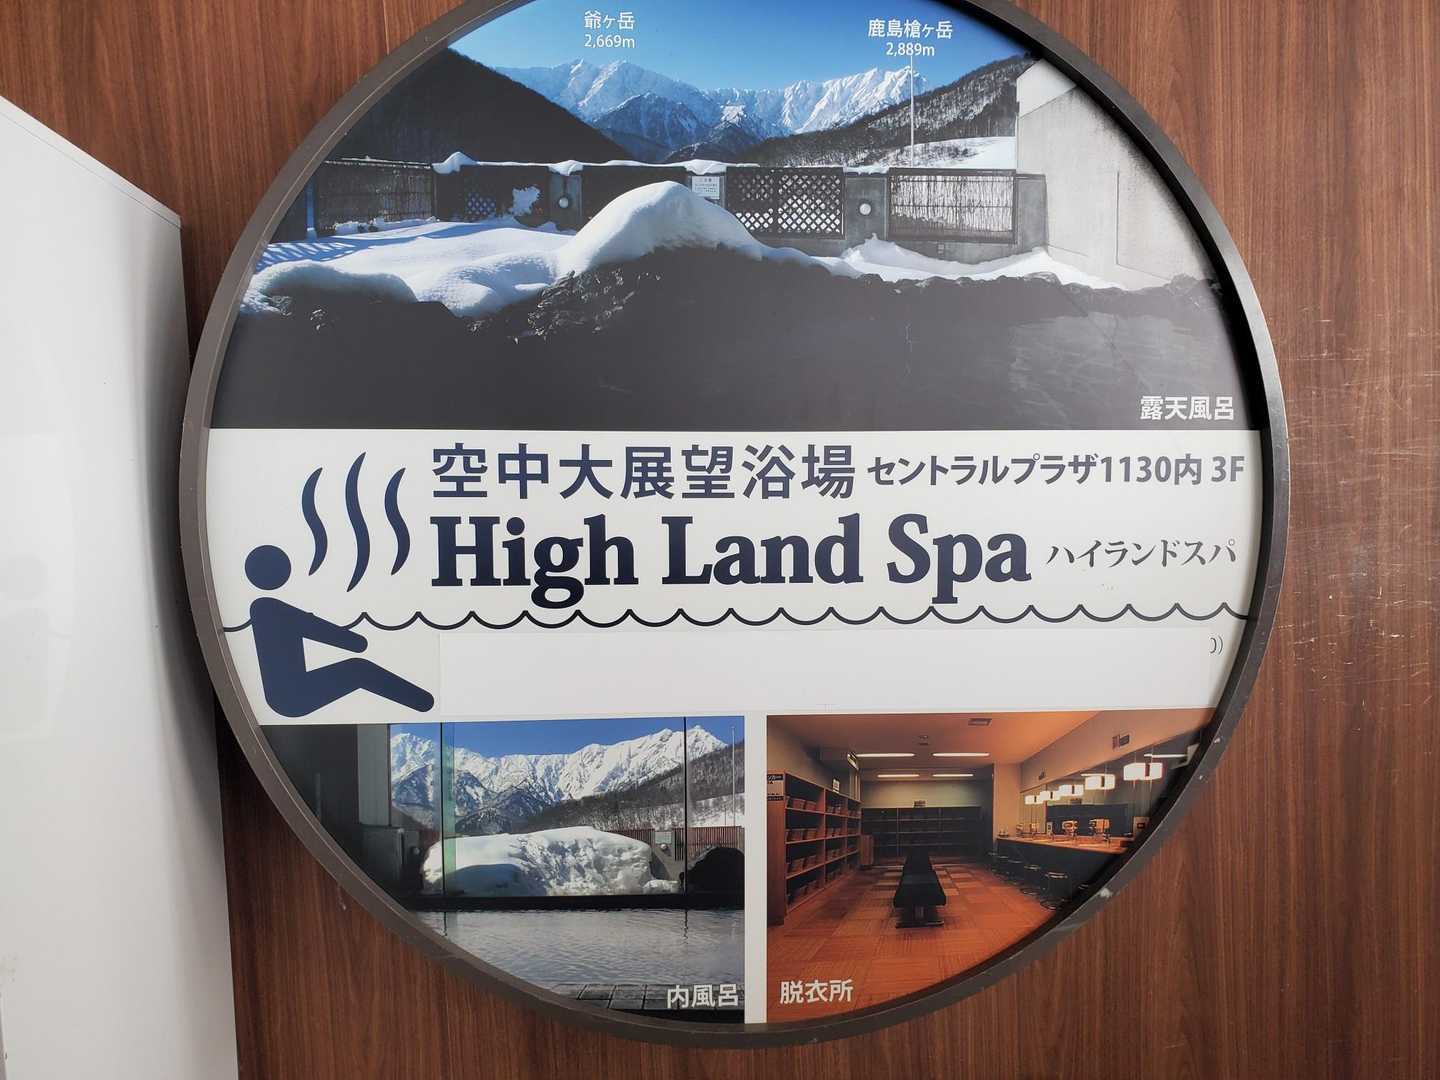 爺ヶ岳
2,669m
鹿島槍ヶ岳
2,889m
露天風呂
空中大展望浴場 セントラルプラザ1130内 3F
High Land Spa ハイランドスパ
0)
内風呂
脱衣所